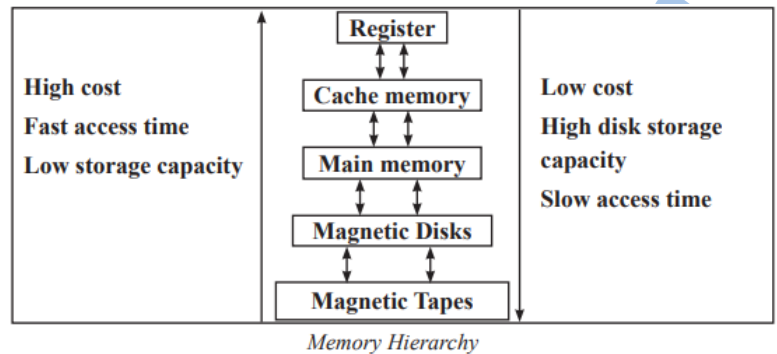 Register
High cost
Fast access time
Low storage capacity
Cache memory
Main memory
Magnetic Disks
Magnetic Tapes
Low cost
High disk storage
capacity
Slow access time
Memory Hierarchy